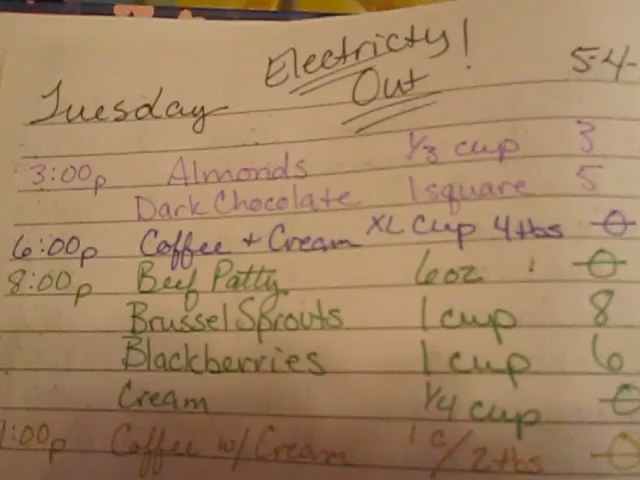 Electricty!
Tuesday Out 5-4-
3:00p Almonds 1/3 cup 3
Dark Chocolate 1 square 5
6:00p Coffee + Cream XL Cup 4 tbs 0
8:00p Beef Patty 6oz 0
Brussel Sprouts 1 cup 8
Blackberries 1 cup 6
Cream 1/4 cup 0
9:00p Coffee w/ Cream 1 c/2 tbs 0